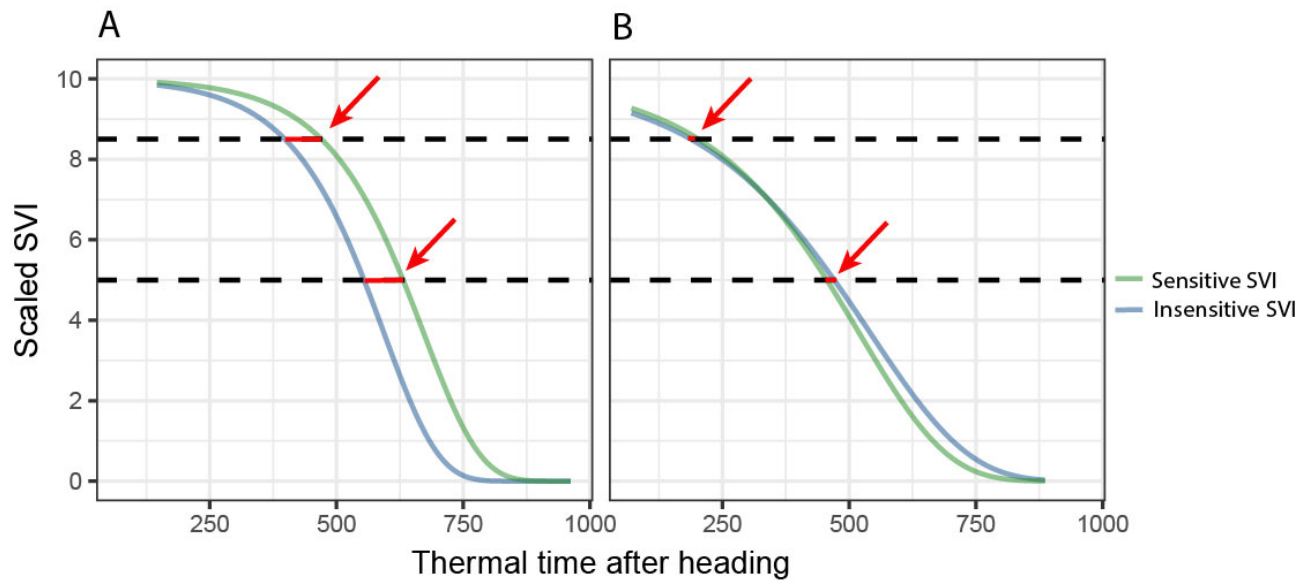 A B
10
8
6
4
2
0
Scaled SVI
250 500 750 1000 250 500 750 1000
Thermal time after heading
Sensitive SVI
Insensitive SVI